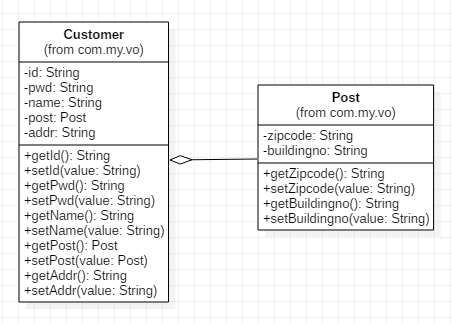 Customer
(from com.my.vo)
-id: String
-pwd: String
-name: String
-post: Post
-addr: String
+getId(): String
+setId(value: String)
+getPwd(): String
+setPwd(value: String)
+getName(): String
+setName(value: String)
+getPost(): Post
+setPost(value: Post)
+getAddr(): String
+setAddr(value: String)
Post
(from com.my.vo)
-zipcode: String
-buildingno: String
+getZipcode(): String
+setZipcode(value: String)
+getBuildingno(): String
+setBuildingno(value: String)